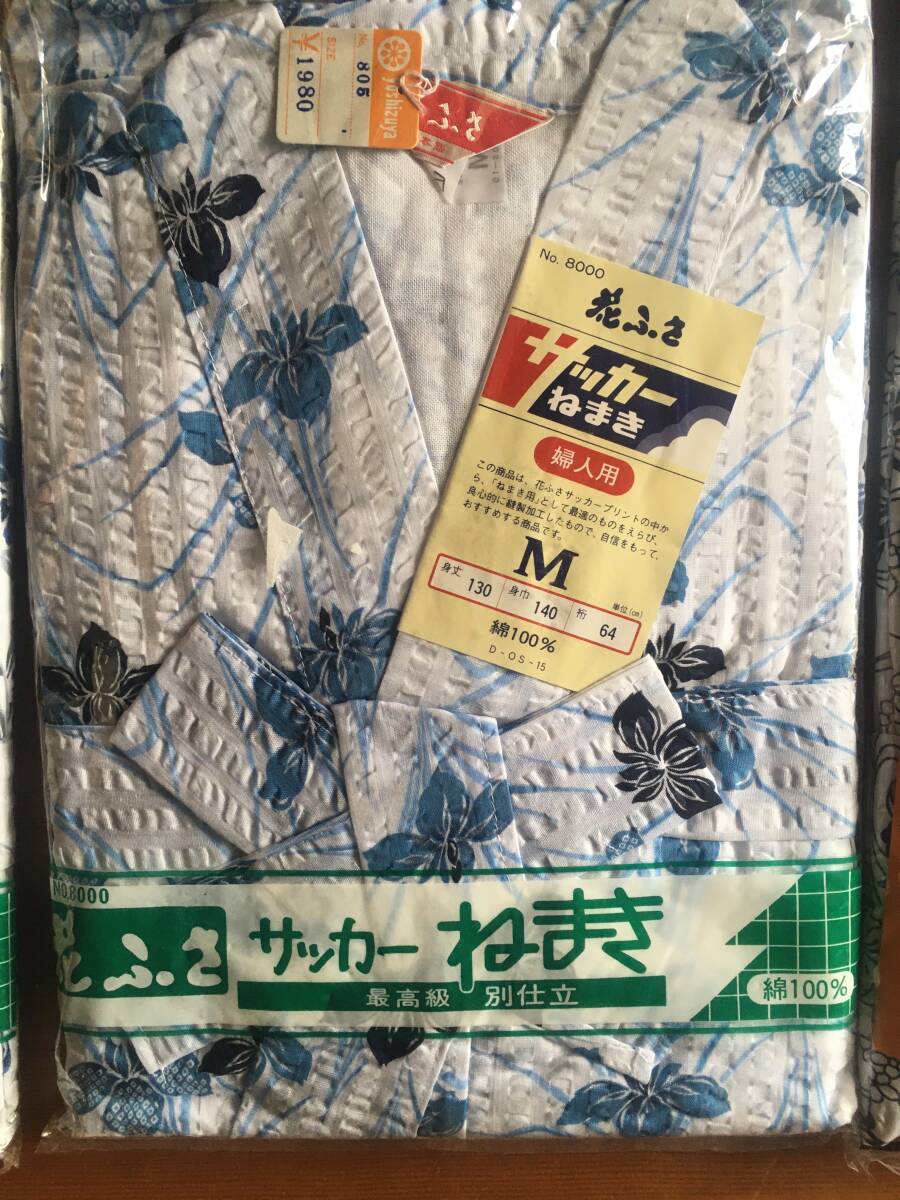 yoshizuya
No. 805
SIZE
¥1980
さふ
M
No. 8000
花ふさ
サッカー
ねまき
婦人用
この商品は、花ふさサッカープリントの中か
ら、「ねまき用」として最適のものをえらび、
良心的に縫製加工したもので、自信をもって、
おすすめする商品です。
M
身丈 130 身巾 140 裄 64 単位(cm)
綿100%
D-OS-15
No.8000
花ふさ
サッカー ねまき
最高級 別仕立
綿100%